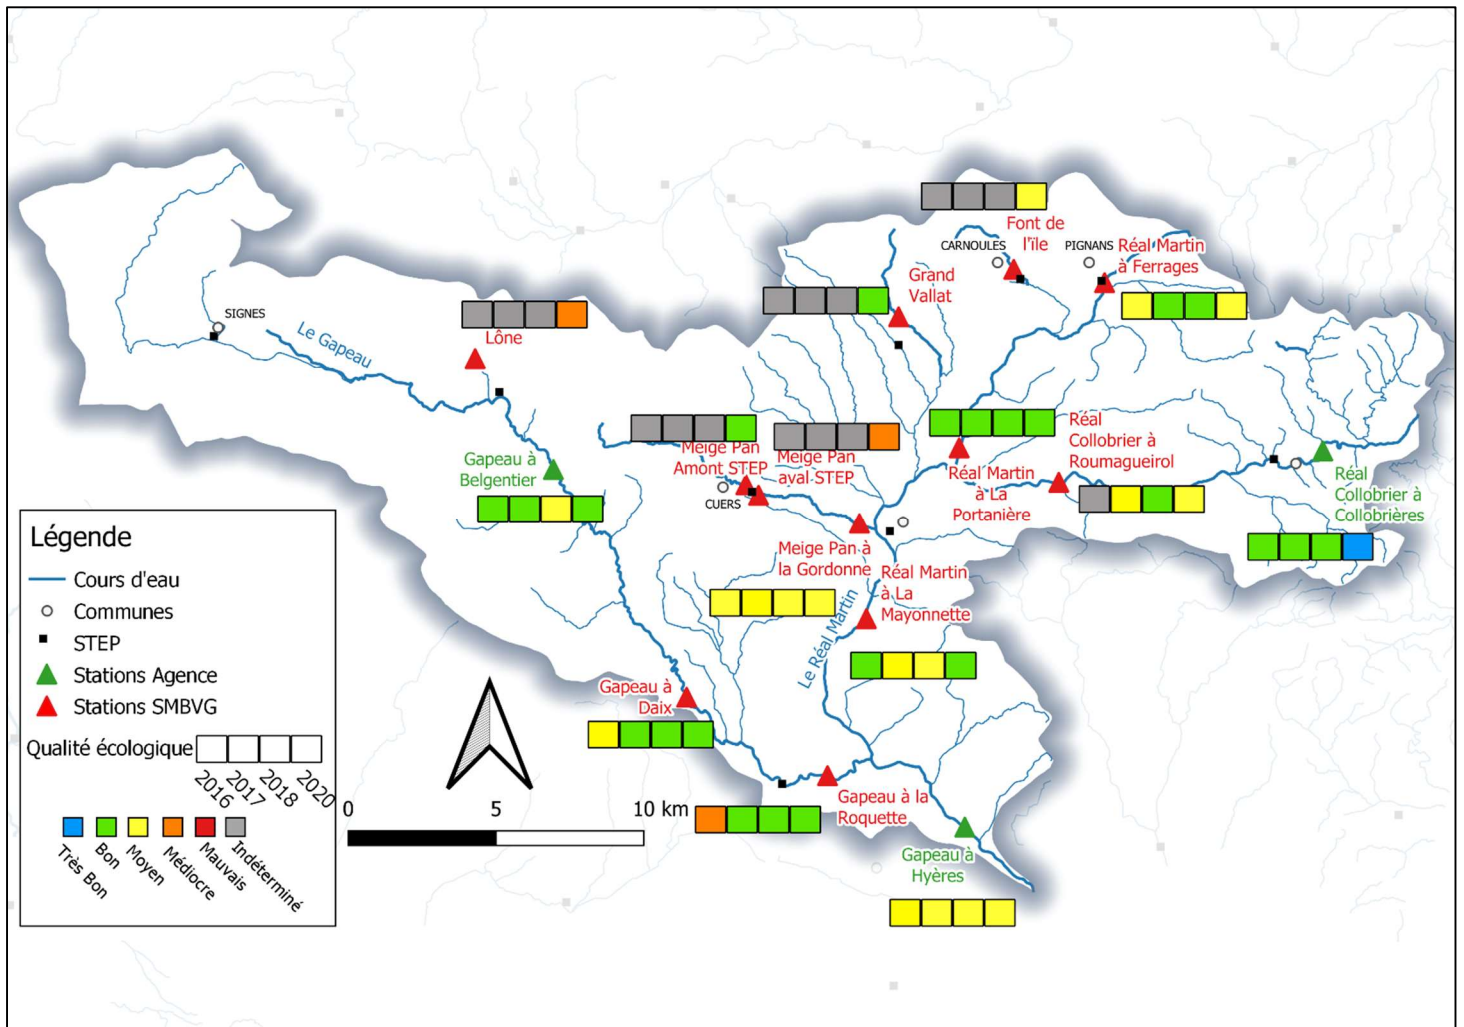 Font de
l'île
CARNOULES
PIGNANS
Réal Martin
à Ferrages
Grand
Vallat
SIGNES
Le Gapeau
Lône
Réal
Collobrier à
Roumagueirol
Meige Pan
Amont STEP
Meige Pan
aval STEP
Gapeau à
Belgentier
Réal Martin
à La
Portanière
Réal
Collobrier à
Collobrières
CUERS
Meige Pan à
la Gordonne
Réal Martin
à La
Mayonnette
Le Réal Martin
Gapeau à
Daix
Gapeau à la
Roquette
Gapeau à
Hyères
Légende
Cours d'eau
Communes
STEP
Stations Agence
Stations SMBVG
Qualité écologique
2016
2017
2018
2020
Très Bon
Bon
Moyen
Médiocre
Mauvais
Indéterminé
0 5 10 km